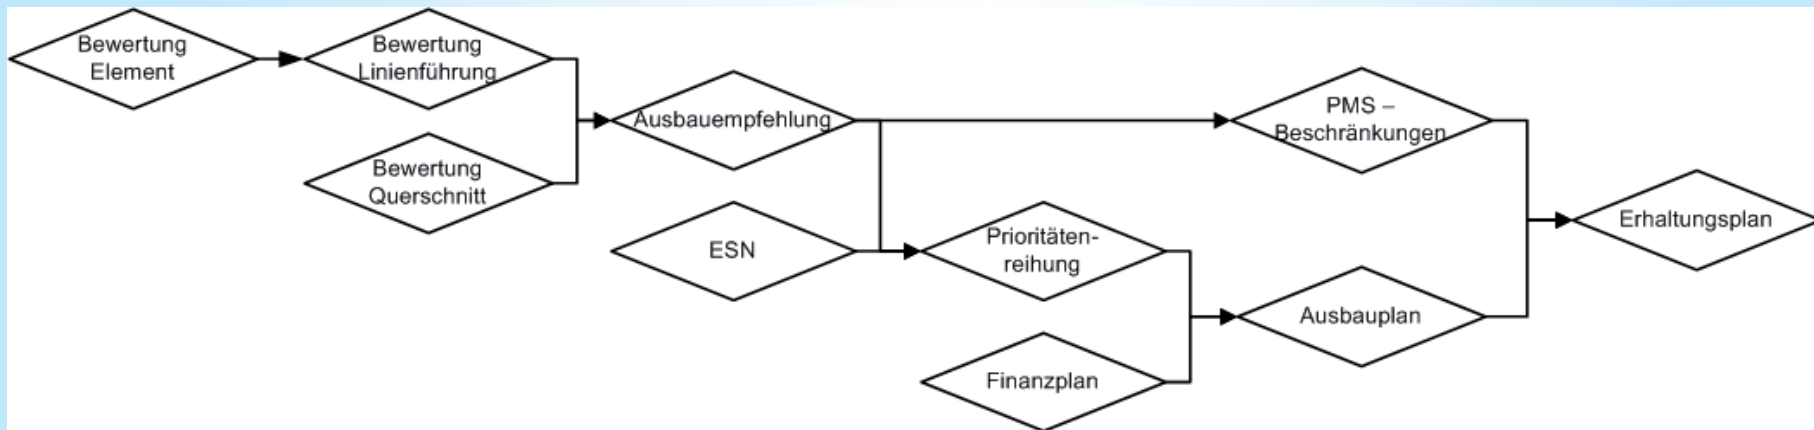 Bewertung
Element
Bewertung
Linienführung
Bewertung
Querschnitt
Ausbauempfehlung
ESN
Prioritäten-
reihung
Finanzplan
PMS –
Beschränkungen
Ausbauplan
Erhaltungsplan